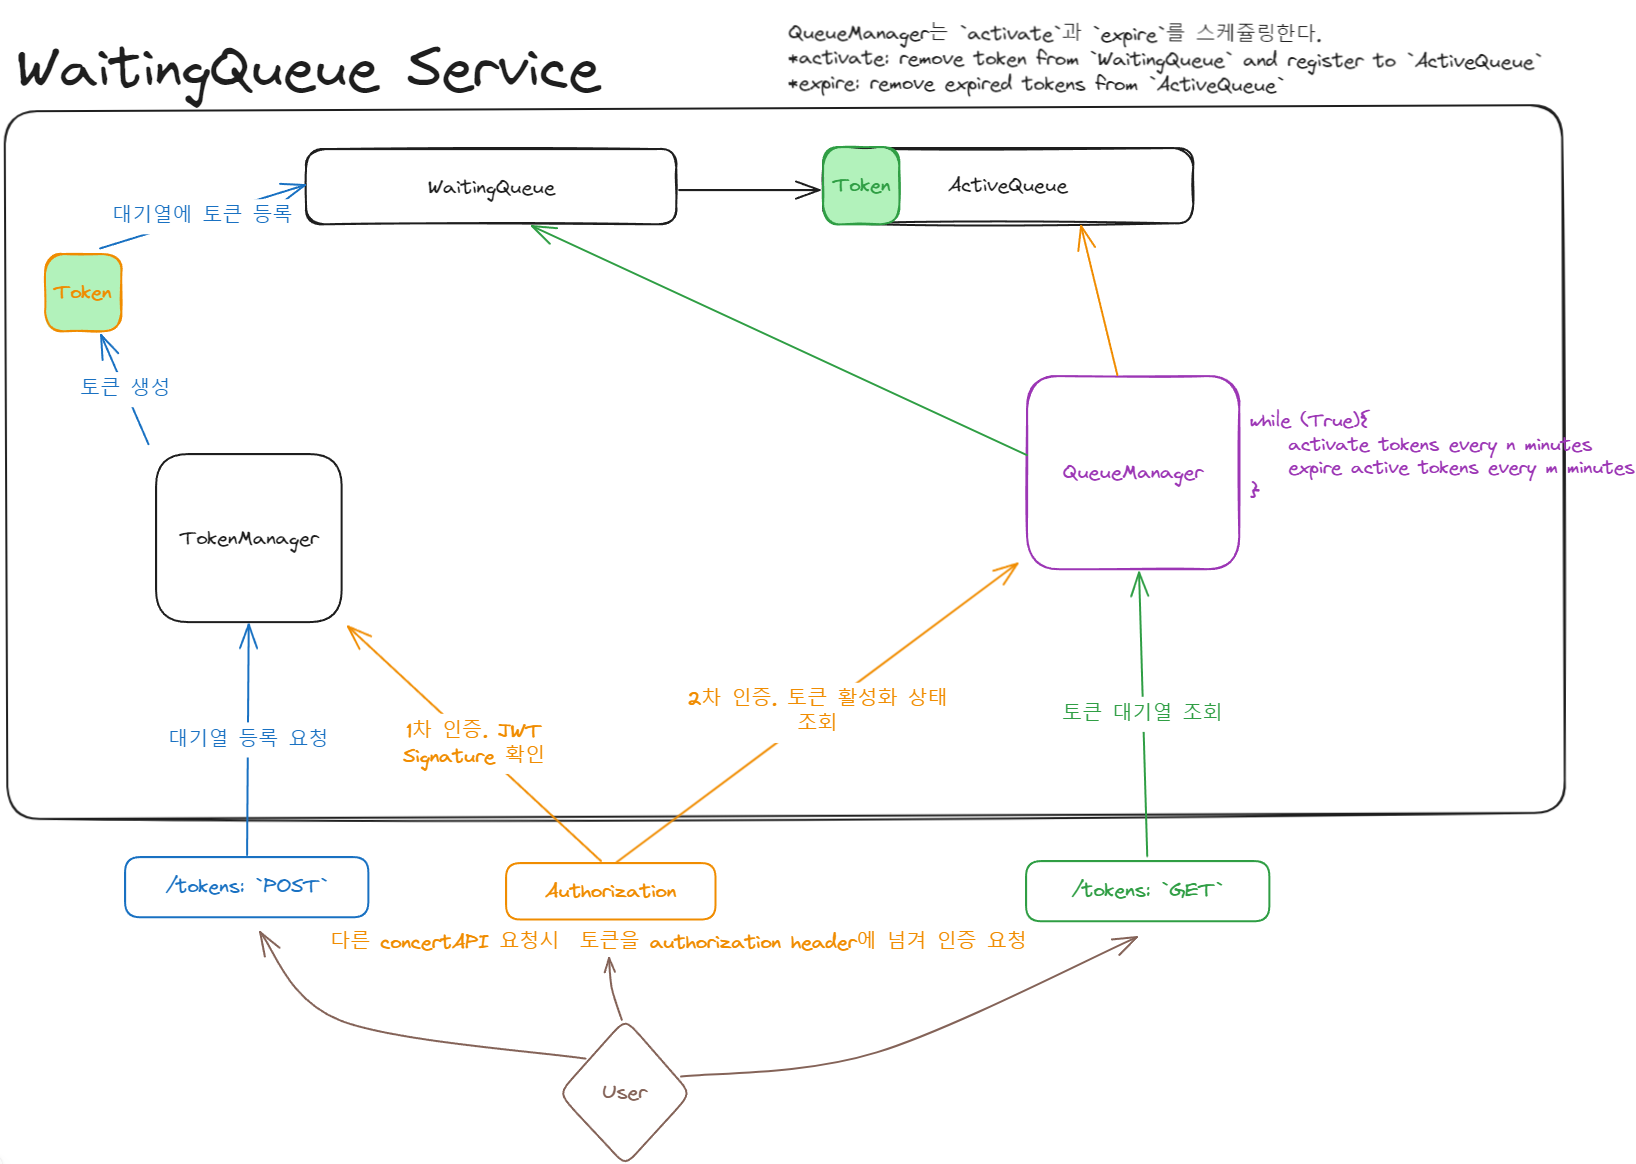 WaitingQueue Service
QueueManager는 `activate`과 `expire`를 스케쥴링한다.
*activate: remove token from `WaitingQueue` and register to `ActiveQueue`
*expire: remove expired tokens from `ActiveQueue`
WaitingQueue
Token
ActiveQueue
대기열에 토큰 등록
Token
토큰 생성
TokenManager
QueueManager
while (True){
activate tokens every n minutes
expire active tokens every m minutes
}
대기열 등록 요청
1차 인증. JWT
Signature 확인
2차 인증. 토큰 활성화 상태
조회
토큰 대기열 조회
/tokens: `POST`
Authorization
/tokens: `GET`
다른 concertAPI 요청시 토큰을 authorization header에 넘겨 인증 요청
User